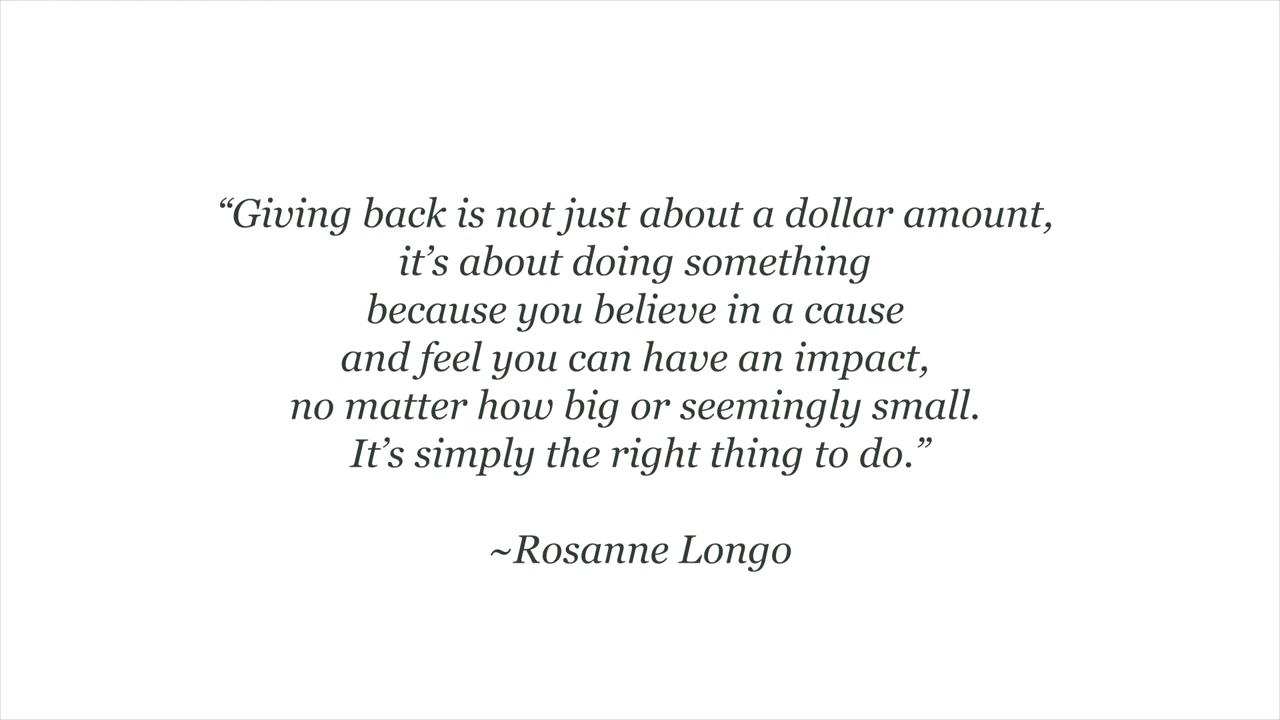 “Giving back is not just about a dollar amount,
it’s about doing something
because you believe in a cause
and feel you can have an impact,
no matter how big or seemingly small.
It’s simply the right thing to do.”
~Rosanne Longo